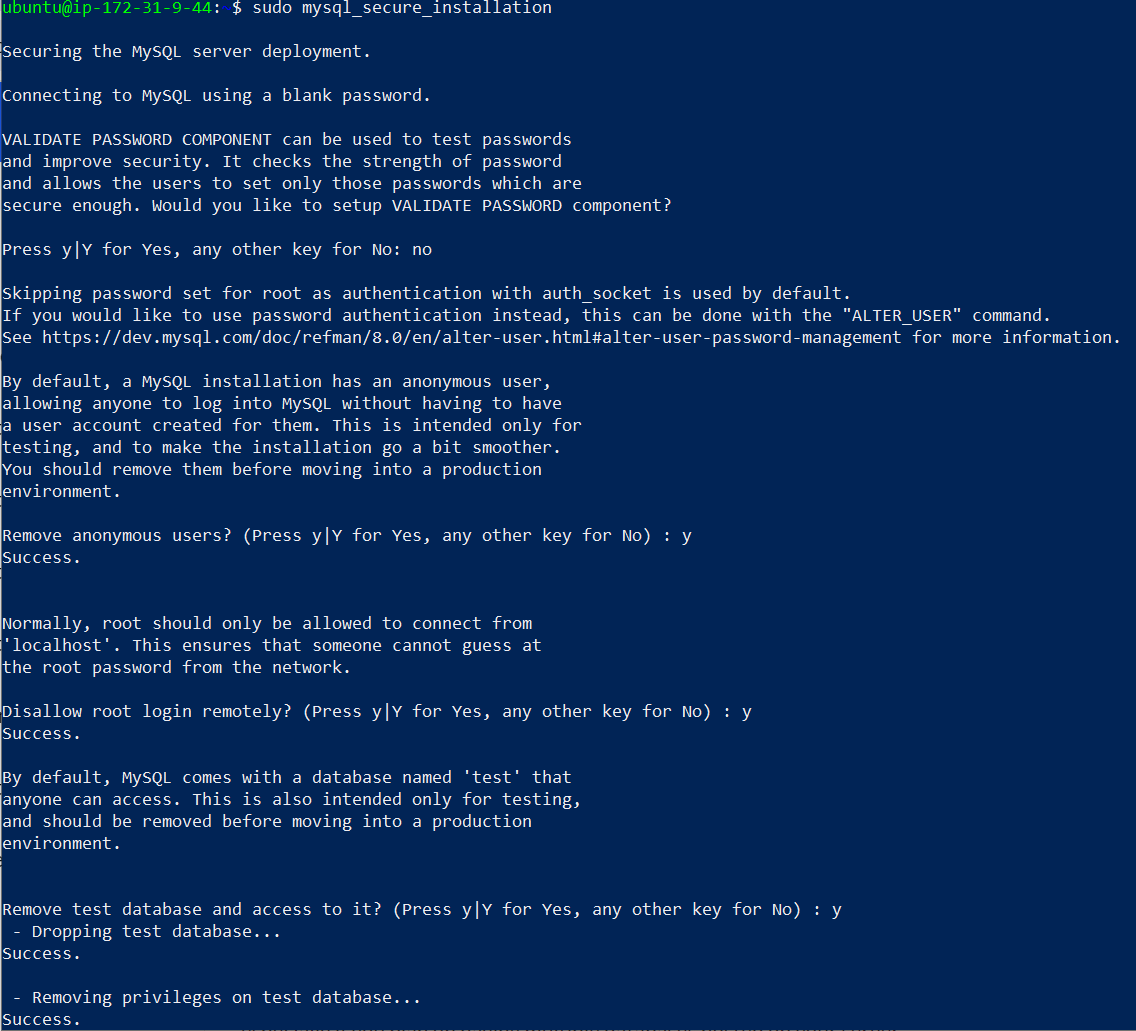 ubuntu@ip-172-31-9-44: $ sudo mysql_secure_installation
Securing the MySQL server deployment.
Connecting to MySQL using a blank password.
VALIDATE PASSWORD COMPONENT can be used to test passwords
and improve security. It checks the strength of password
and allows the users to set only those passwords which are
secure enough. Would you like to setup VALIDATE PASSWORD component?
Press y|Y for Yes, any other key for No: no
Skipping password set for root as authentication with auth_socket is used by default.
If you would like to use password authentication instead, this can be done with the "ALTER_USER" command.
See https://dev.mysql.com/doc/refman/8.0/en/alter-user.html#alter-user-password-management for more information.
By default, a MySQL installation has an anonymous user,
allowing anyone to log into MySQL without having to have
a user account created for them. This is intended only for
testing, and to make the installation go a bit smoother.
You should remove them before moving into a production
environment.
Remove anonymous users? (Press y|Y for Yes, any other key for No) : y
Success.
Normally, root should only be allowed to connect from
'localhost'. This ensures that someone cannot guess at
the root password from the network.
Disallow root login remotely? (Press y|Y for Yes, any other key for No) : y
Success.
By default, MySQL comes with a database named 'test' that
anyone can access. This is also intended only for testing,
and should be removed before moving into a production
environment.
Remove test database and access to it? (Press y|Y for Yes, any other key for No) : y
- Dropping test database...
Success.
- Removing privileges on test database...
Success.